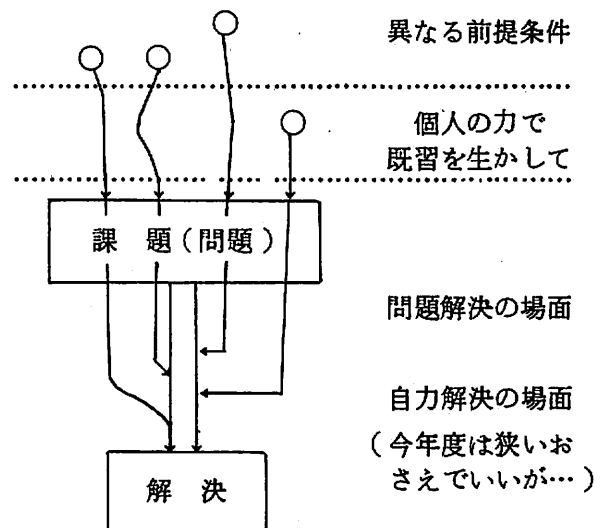 異なる前提条件
個人の力で
既習を生かして
課　題（問題）
問題解決の場面
自力解決の場面
（今年度は狭いお
さえでいいが…）
解　決